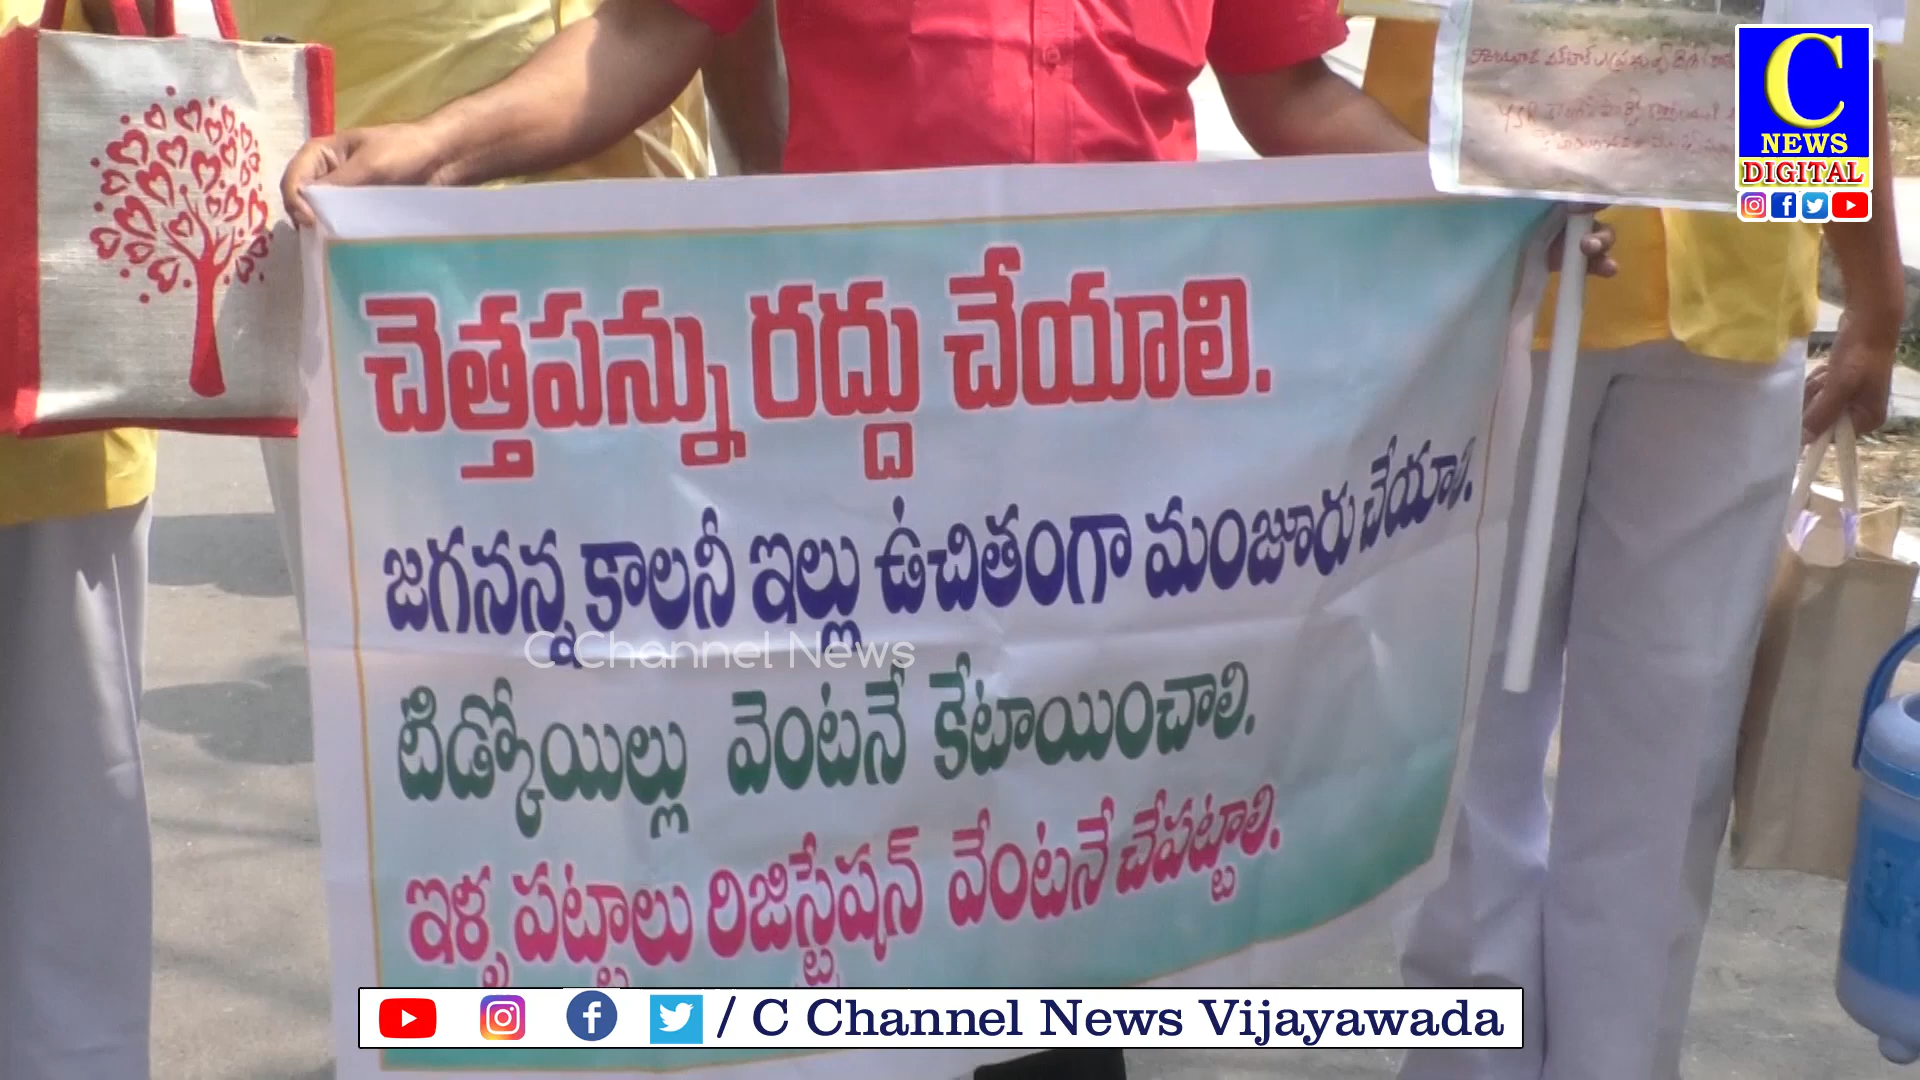 చెత్తపన్ను రద్దు చేయాలి.
జగనన్న కాలనీ ఇల్లు ఉచితంగా మంజూరు చేయాలి.
టిడ్కోయిల్లు వెంటనే కేటాయించాలి.
ఇళ్ళ పట్టాలు రిజిస్ట్రేషన్ వేంటనే చేపట్టాలి.
C Channel News
C
NEWS
DIGITAL
/ C Channel News Vijayawada